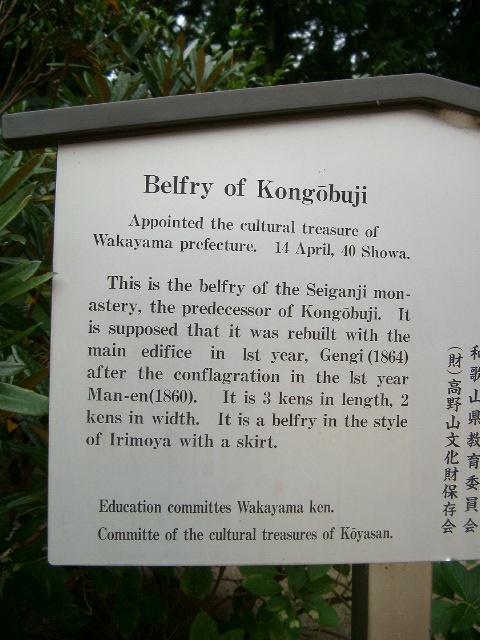 Belfry of Kongōbuji
Appointed the cultural treasure of
Wakayama prefecture. 14 April, 40 Showa.
This is the belfry of the Seiganji mon-
astery, the predecessor of Kongōbuji. It
is supposed that it was rebuilt with the
main edifice in 1st year, Gengi (1864)
after the conflagration in the 1st year
Man-en(1860). It is 3 kens in length, 2
kens in width. It is a belfry in the style
of Irimoya with a skirt.
Education committes Wakayama ken.
Committe of the cultural treasures of Kōyasan.
和歌山県教育委員会
(財)高野山文化財保存会